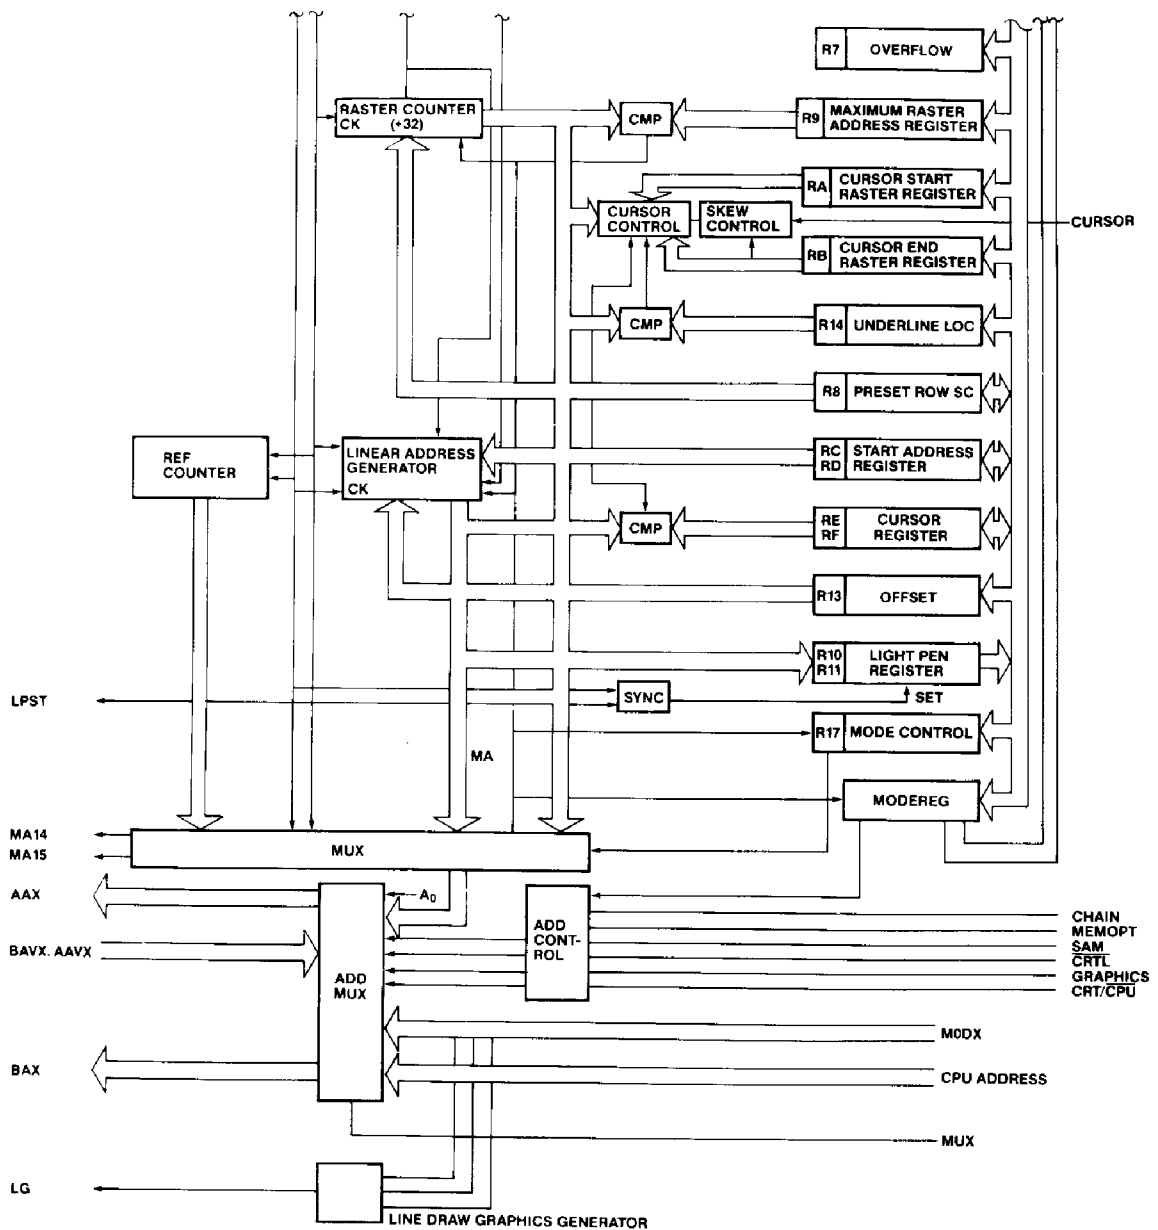 R7 OVERFLOW
RASTER COUNTER
CK (÷32)
CMP
R9 MAXIMUM RASTER
ADDRESS REGISTER
RA CURSOR START
RASTER REGISTER
CURSOR
CONTROL
SKEW
CONTROL
CURSOR
RB CURSOR END
RASTER REGISTER
CMP
R14 UNDERLINE LOC
R8 PRESET ROW SC
REF
COUNTER
LINEAR ADDRESS
GENERATOR
CK
RC
RD
START ADDRESS
REGISTER
CMP
RE
RF
CURSOR
REGISTER
R13 OFFSET
R10
R11
LIGHT PEN
REGISTER
LPST
SYNC
SET
R17 MODE CONTROL
MA
MODEREG
MA14
MA15
MUX
AAX
A0
ADD
CONT-
ROL
CHAIN
MEMOPT
SAM
C̅R̅T̅L̅
GRAPHICS
CRT/C̅P̅U̅
BAVX. AAVX
ADD
MUX
M0DX
BAX
CPU ADDRESS
MUX
LG
LINE DRAW GRAPHICS GENERATOR